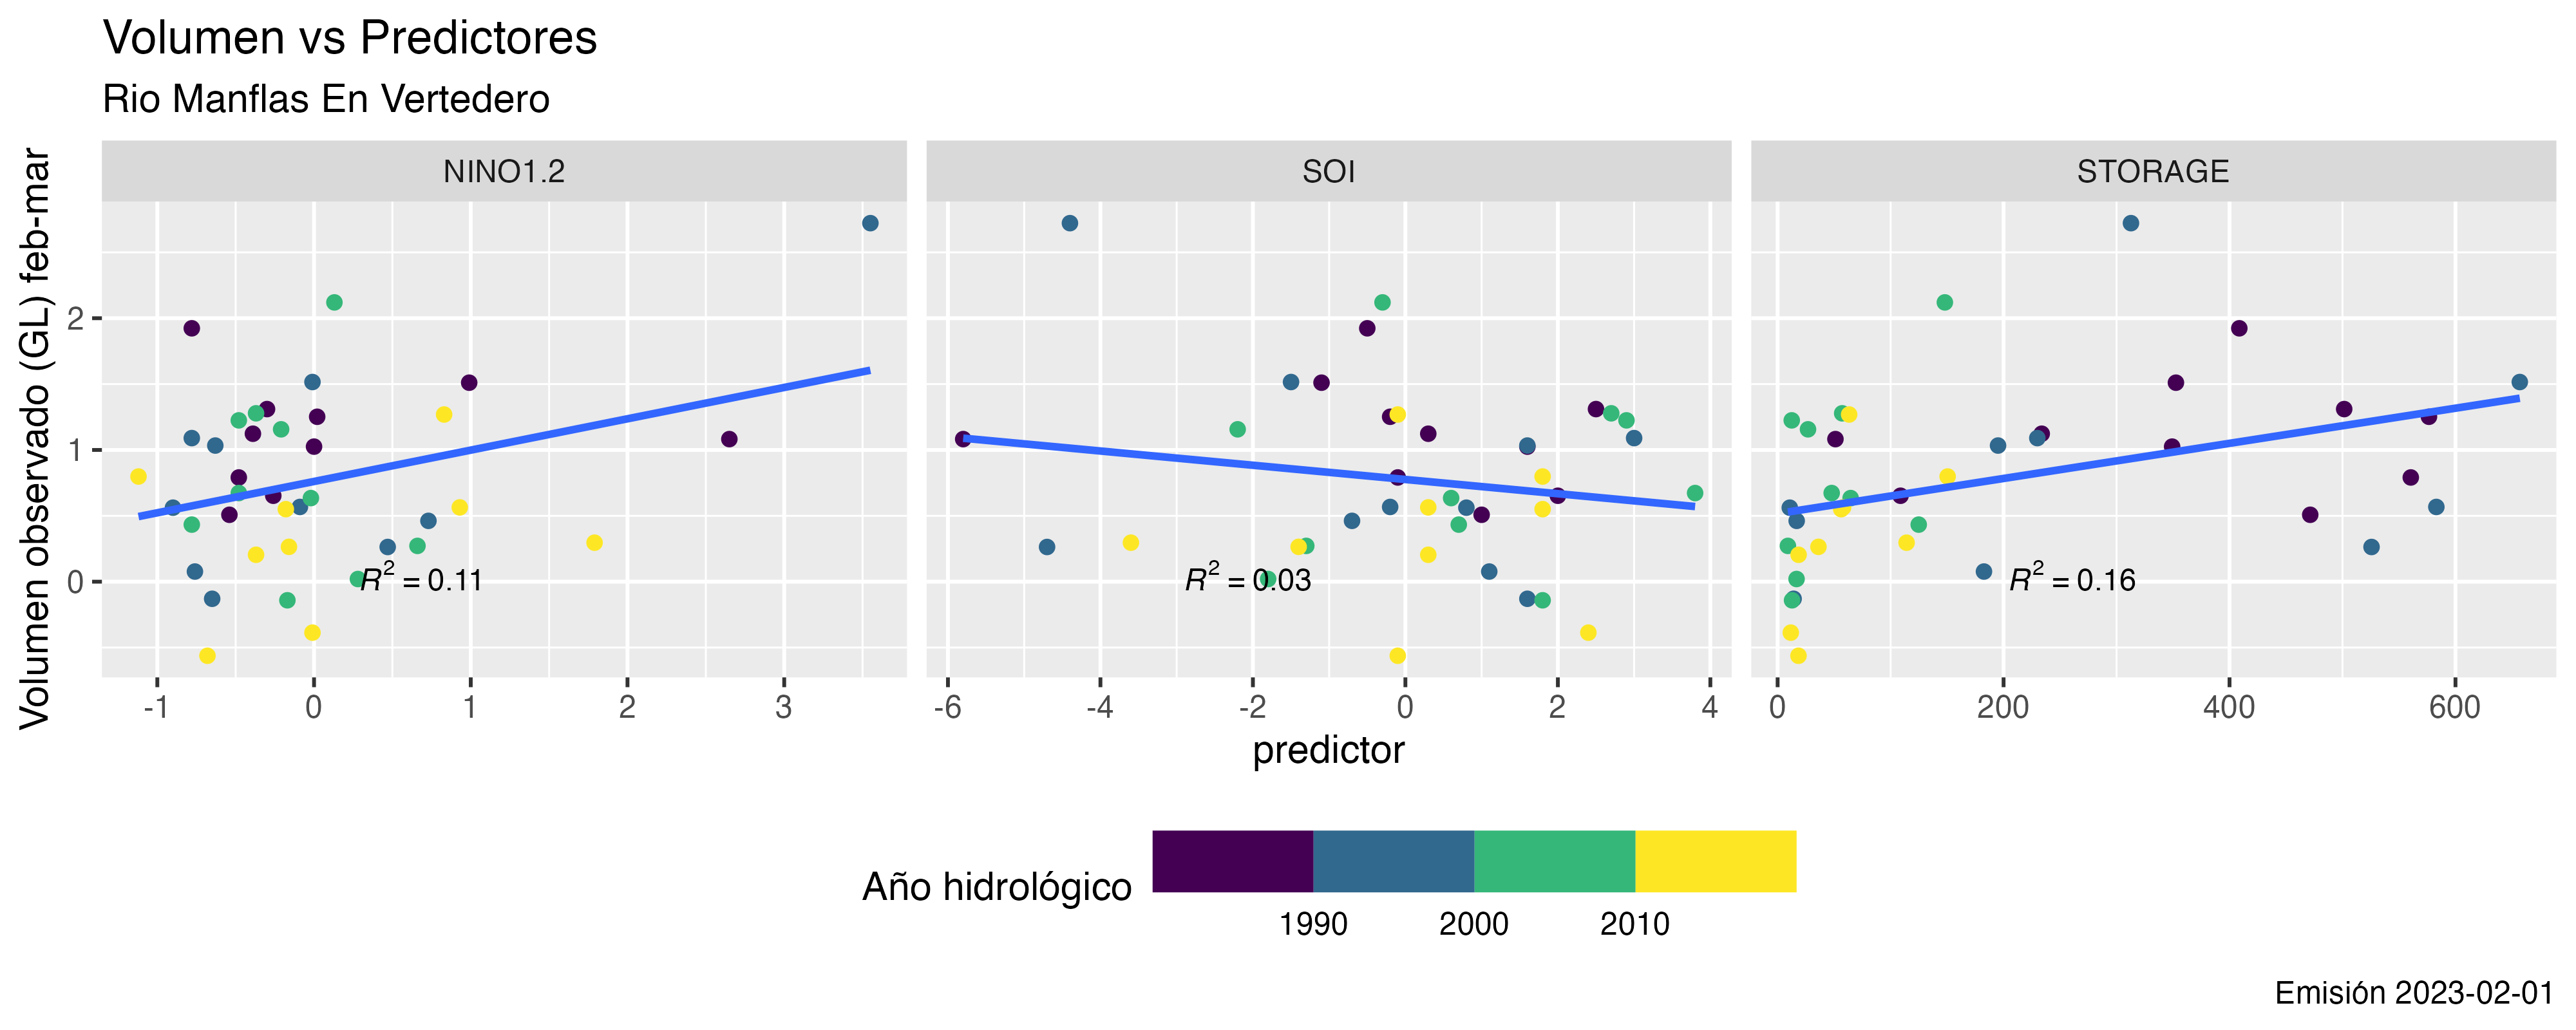 Volumen vs Predictores
Rio Manflas En Vertedero
Volumen observado (GL) feb-mar
NINO1.2
SOI
STORAGE
2
1
0
R² = 0.11
R² = 0.03
R² = 0.16
-1 0 1 2 3
-6 -4 -2 0 2 4
0 200 400 600
predictor
Año hidrológico
1990 2000 2010
Emisión 2023-02-01